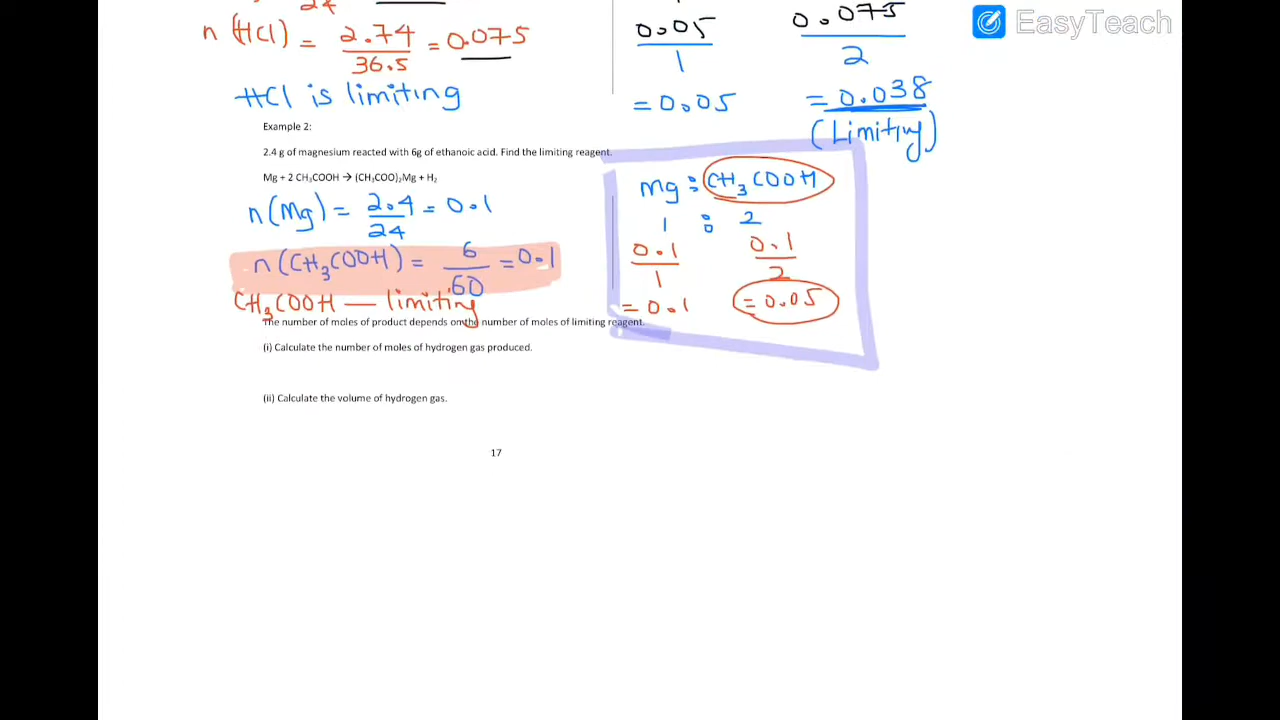 24
n (HCl) = 2.74 / 36.5 = 0.075
HCl is limiting
0.05 / 1
0.075 / 2
= 0.05
= 0.038
(Limiting)
EasyTeach
Example 2:
2.4 g of magnesium reacted with 6g of ethanoic acid. Find the limiting reagent.
Mg + 2 CH₃COOH → (CH₃COO)₂Mg + H₂
n(Mg) = 2.4 / 24 = 0.1
n(CH₃COOH) = 6 / 60 = 0.1
CH₃COOH — limiting
Mg : CH₃COOH
1 : 2
0.1 / 1
0.1 / 2
= 0.1
= 0.05
The number of moles of product depends on the number of moles of limiting reagent.
(i) Calculate the number of moles of hydrogen gas produced.
(ii) Calculate the volume of hydrogen gas.
17